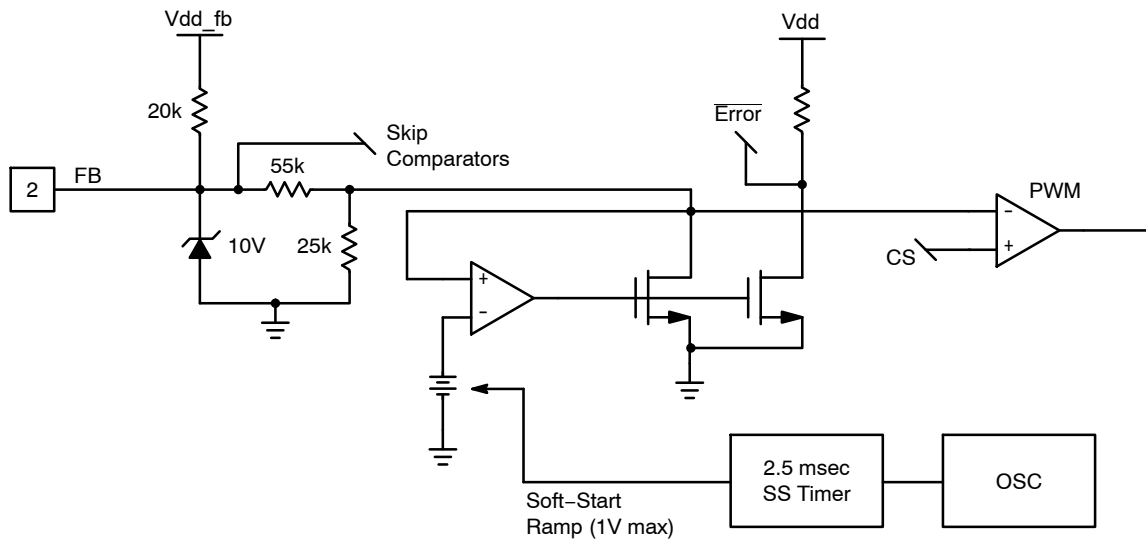 Vdd_fb
Vdd
20k
Error
Skip
Comparators
2
FB
55k
PWM
10V
25k
-
+
CS
+
-
2.5 msec
SS Timer
OSC
Soft-Start
Ramp (1V max)